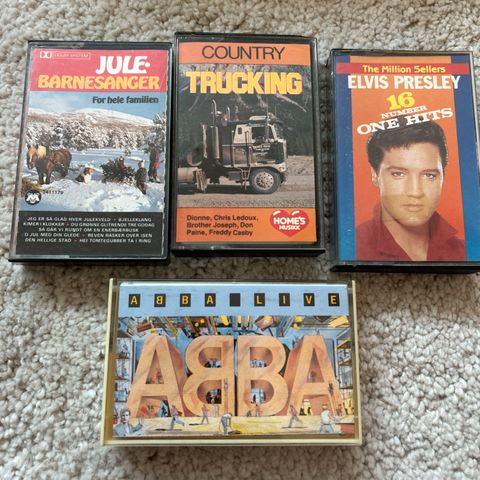 DOLBY SYSTEM
JULE-
BARNESANGER
For hele familien
2411179
JEG ER SÅ GLAD HVER JULEKVELD • BJELLEKLANG
KIMER I KLOKKER • DU GRØNNE GLITRENDE TRE GODAG
SÅ GÅR VI RUNDT OM EN ENERBÆRBUSK
O JUL MED DIN GLEDE • REVEN RASKER OVER ISEN
DEN HELLIGE STAD • HEI TOMTEGUBBER TA I RING
COUNTRY
TRUCKING
Dionne, Chris Ledoux,
Brother Joseph, Don
Paine, Freddy Casby
HOME'S
MUSIKK
The Million Sellers
ELVIS PRESLEY
16
NUMBER
ONE HITS
ABBA LIVE
ABBA